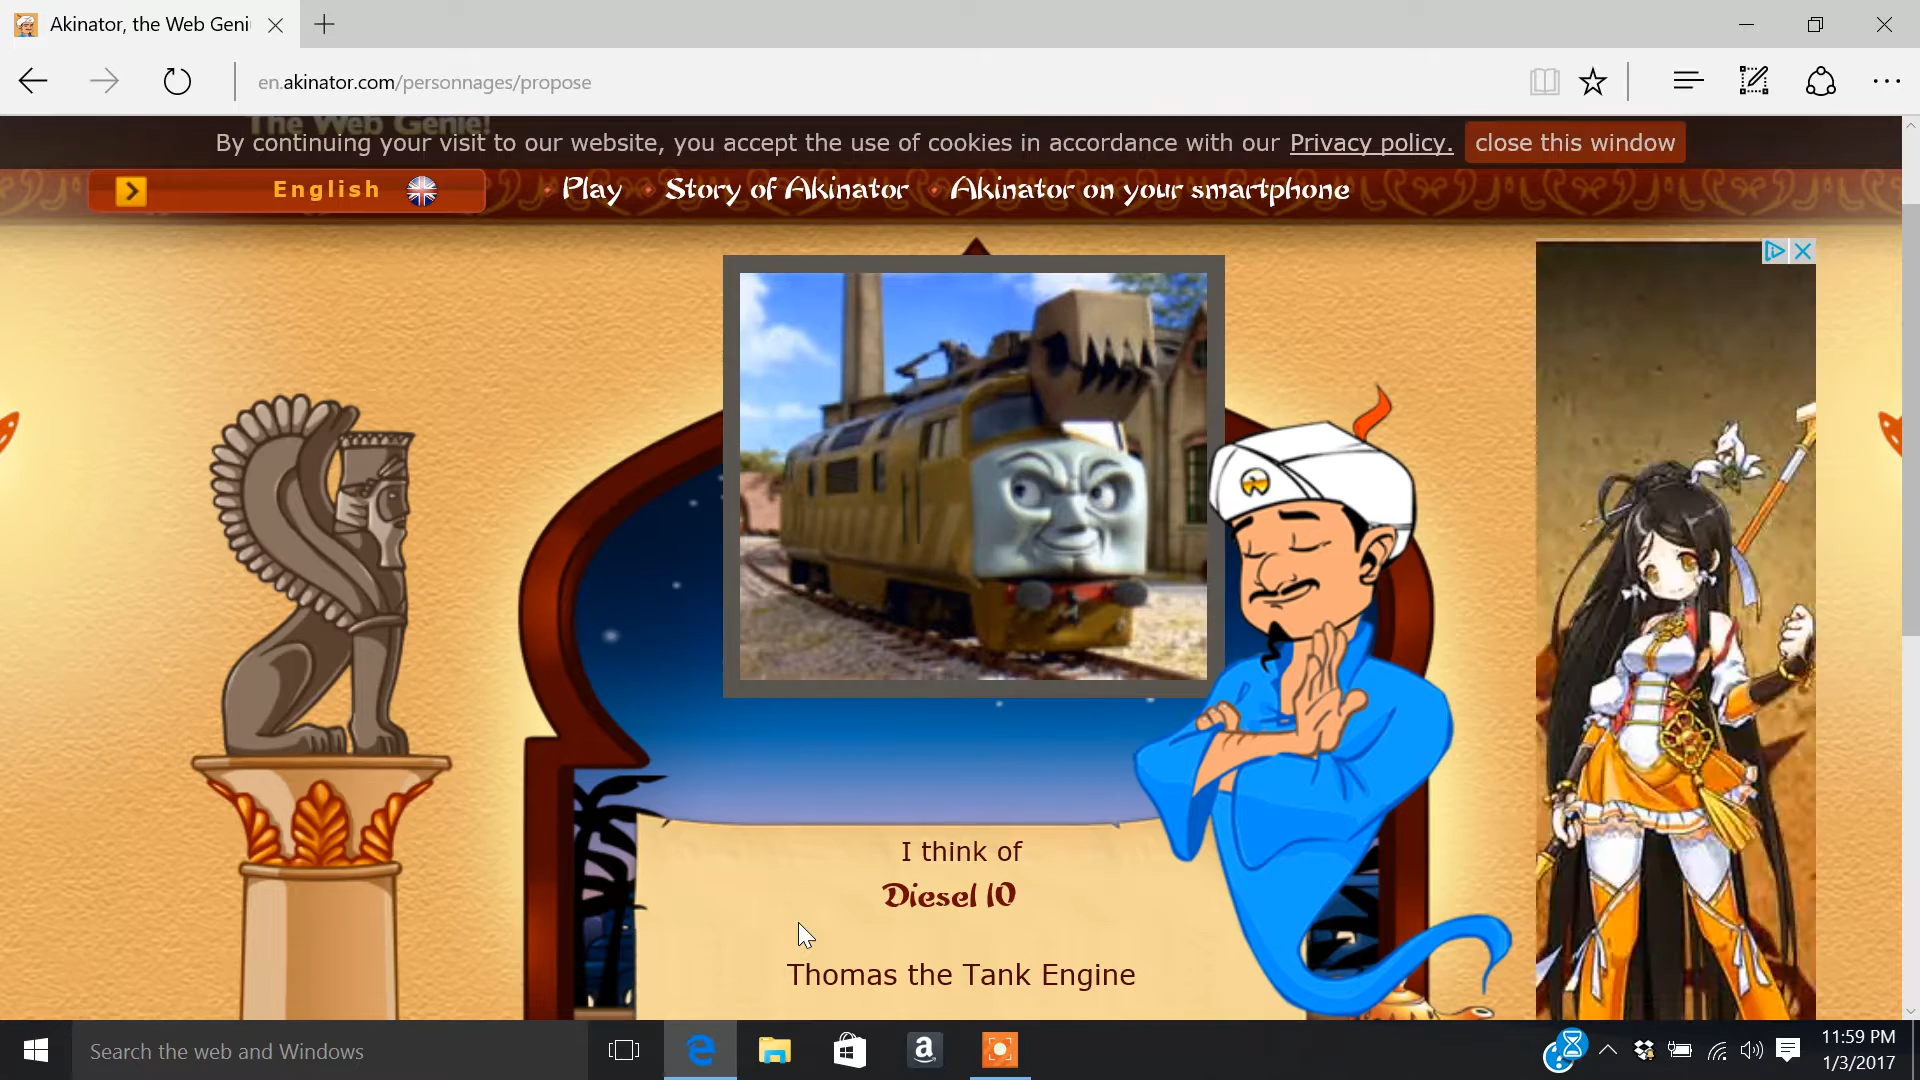 Akinator, the Web Geni
en.akinator.com/personnages/propose
The Web Genie!
By continuing your visit to our website, you accept the use of cookies in accordance with our Privacy policy. close this window
English Play Story of Akinator Akinator on your smartphone
I think of
Diesel 10
Thomas the Tank Engine
Search the web and Windows
11:59 PM
1/3/2017